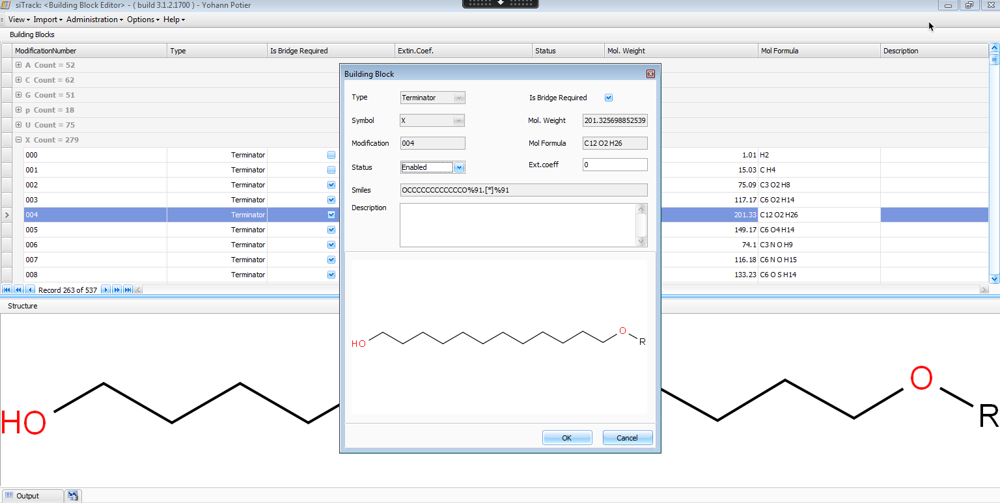 siTrack: <Building Block Editor> - ( build 3.1.2.1700 ) - Yohann Potier
View Import Administration Options Help
Building Blocks
ModificationNumber Type Is Bridge Required Extin.Coef. Status Mol. Weight Mol Formula Description
A Count = 52
C Count = 62
G Count = 51
p Count = 18
U Count = 75
X Count = 279
000 Terminator 1.01 H2
001 Terminator 15.03 C H4
002 Terminator 75.09 C3 O2 H8
003 Terminator 117.17 C6 O2 H14
004 Terminator 201.33 C12 O2 H26
005 Terminator 149.17 C6 O4 H14
006 Terminator 74.1 C3 N O H9
007 Terminator 116.18 C6 N O H15
008 Terminator 133.23 C6 O S H14
Record 263 of 537
Building Block
Type Terminator Is Bridge Required
Symbol X Mol. Weight 201.325698852539
Modification 004 Mol Formula C12 O2 H26
Status Enabled Ext.coeff 0
Smiles OCCCCCCCCCCCCO%91.[*]%91
Description
HO O R
OK Cancel
Structure
HO O R
Output